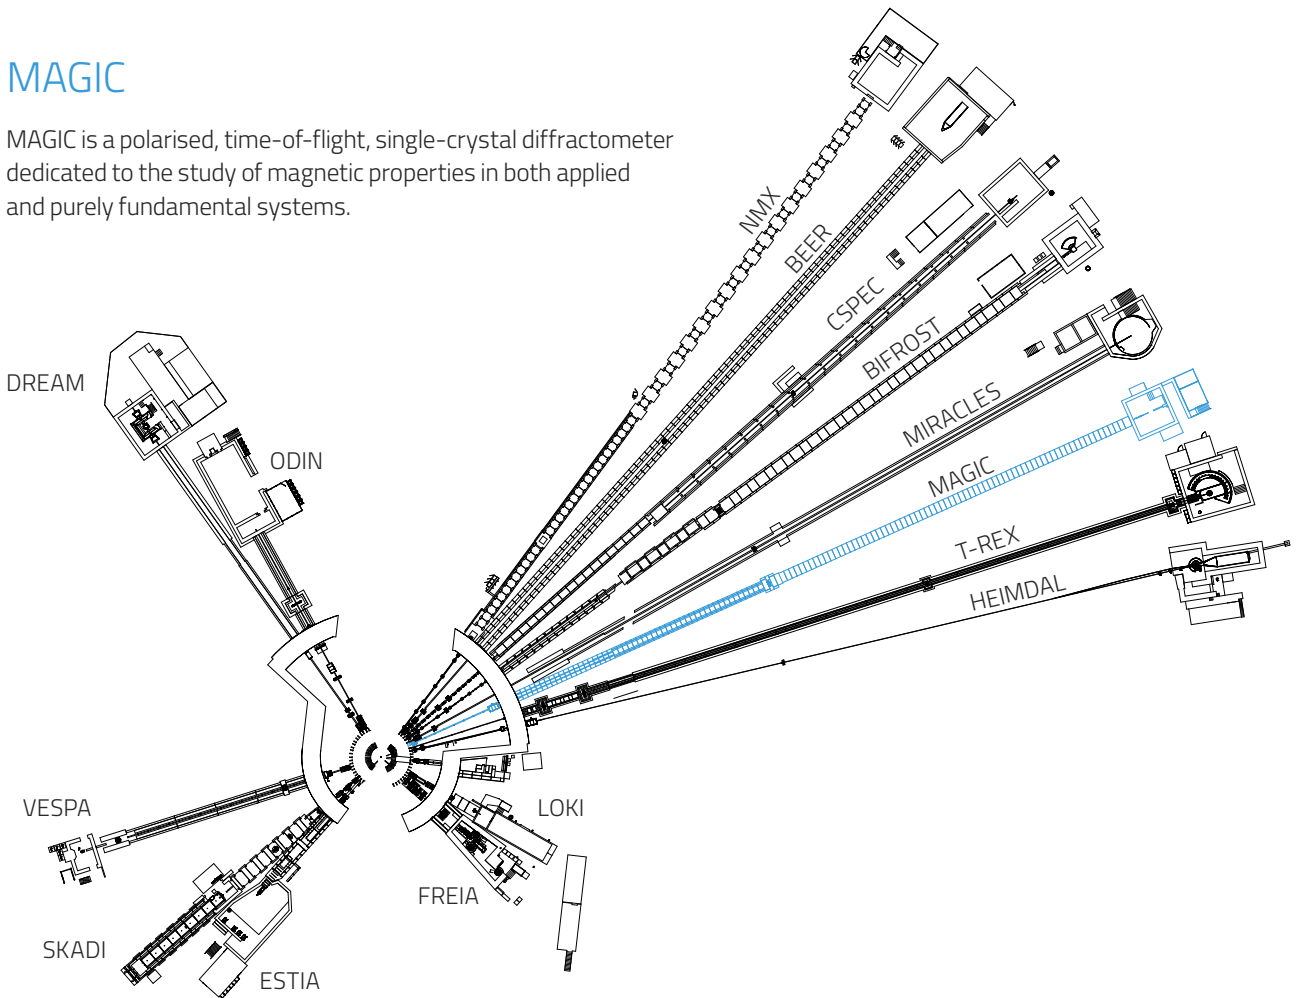 MAGIC
MAGIC is a polarised, time-of-flight, single-crystal diffractometer
dedicated to the study of magnetic properties in both applied
and purely fundamental systems.
NMX
BEER
CSPEC
BIFROST
MIRACLES
MAGIC
T-REX
HEIMDAL
DREAM
ODIN
VESPA
LOKI
FREIA
SKADI
ESTIA